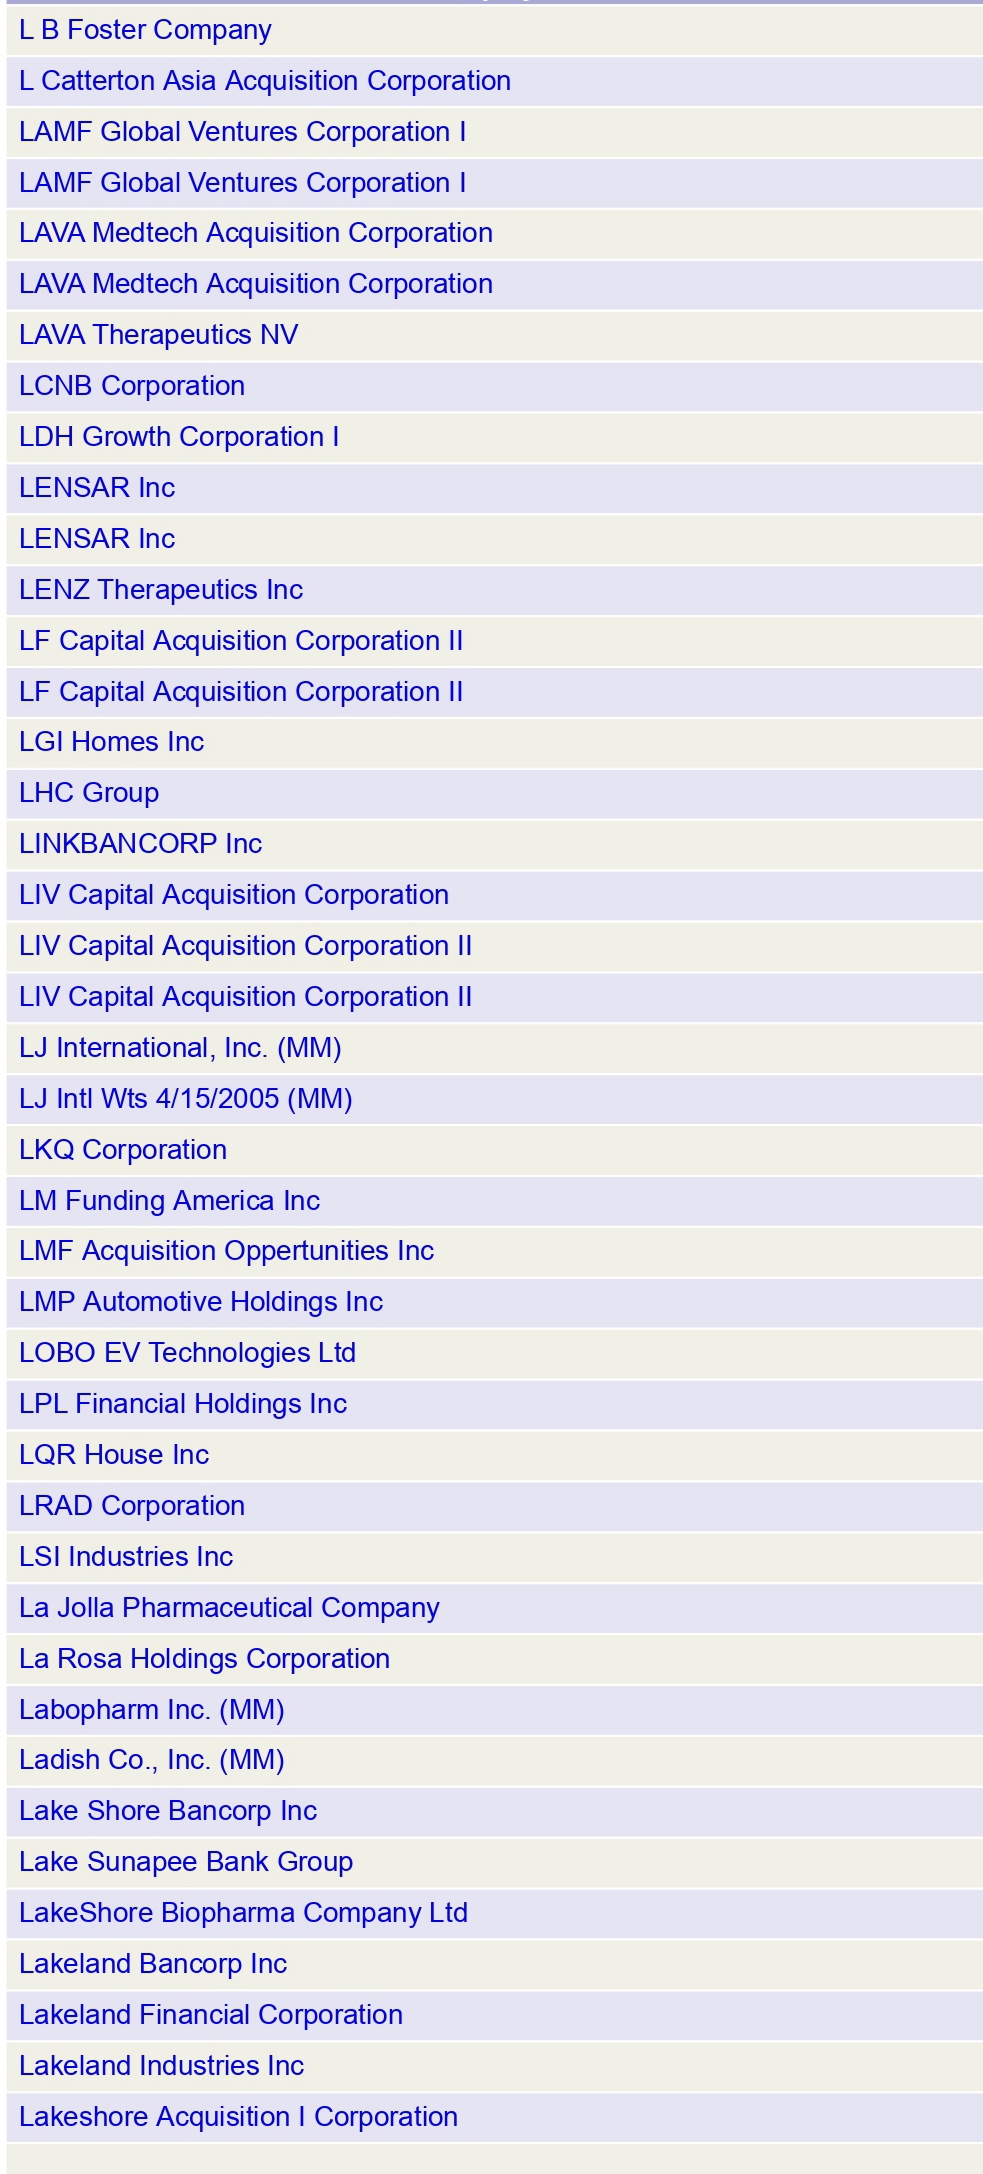 L B Foster Company
L Catterton Asia Acquisition Corporation
LAMF Global Ventures Corporation I
LAMF Global Ventures Corporation I
LAVA Medtech Acquisition Corporation
LAVA Medtech Acquisition Corporation
LAVA Therapeutics NV
LCNB Corporation
LDH Growth Corporation I
LENSAR Inc
LENSAR Inc
LENZ Therapeutics Inc
LF Capital Acquisition Corporation II
LF Capital Acquisition Corporation II
LGI Homes Inc
LHC Group
LINKBANCORP Inc
LIV Capital Acquisition Corporation
LIV Capital Acquisition Corporation II
LIV Capital Acquisition Corporation II
LJ International, Inc. (MM)
LJ Intl Wts 4/15/2005 (MM)
LKQ Corporation
LM Funding America Inc
LMF Acquisition Oppertunities Inc
LMP Automotive Holdings Inc
LOBO EV Technologies Ltd
LPL Financial Holdings Inc
LQR House Inc
LRAD Corporation
LSI Industries Inc
La Jolla Pharmaceutical Company
La Rosa Holdings Corporation
Labopharm Inc. (MM)
Ladish Co., Inc. (MM)
Lake Shore Bancorp Inc
Lake Sunapee Bank Group
LakeShore Biopharma Company Ltd
Lakeland Bancorp Inc
Lakeland Financial Corporation
Lakeland Industries Inc
Lakeshore Acquisition I Corporation